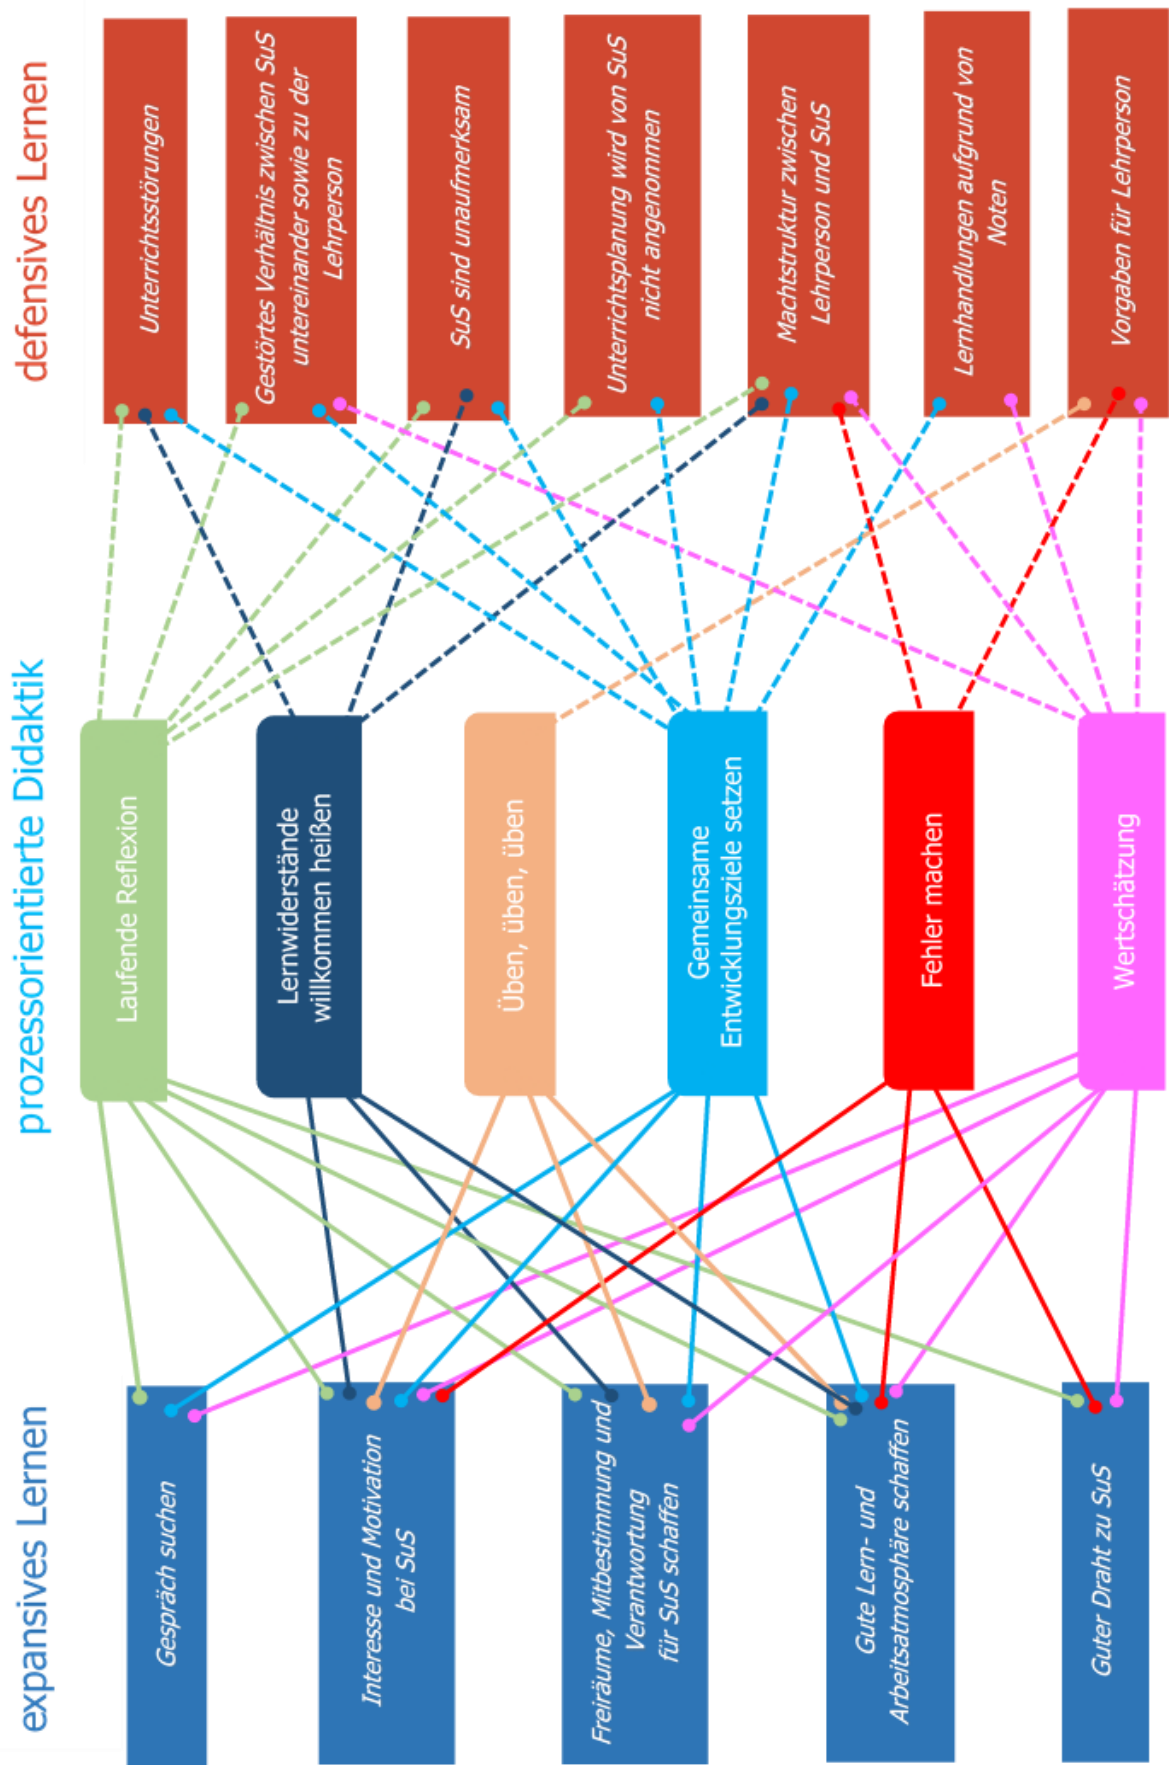 expansives Lernen
prozessorientierte Didaktik
defensives Lernen
Gespräch suchen
Interesse und Motivation
bei SuS
Freiräume, Mitbestimmung und
Verantwortung
für SuS schaffen
Gute Lern- und
Arbeitsatmosphäre schaffen
Guter Draht zu SuS
Laufende Reflexion
Lernwiderstände
willkommen heißen
Üben, üben, üben
Gemeinsame
Entwicklungsziele setzen
Fehler machen
Wertschätzung
Unterrichtsstörungen
Gestörtes Verhältnis zwischen SuS
untereinander sowie zu der
Lehrperson
SuS sind unaufmerksam
Unterrichtsplanung wird von SuS
nicht angenommen
Machtstruktur zwischen
Lehrperson und SuS
Lernhandlungen aufgrund von
Noten
Vorgaben für Lehrperson